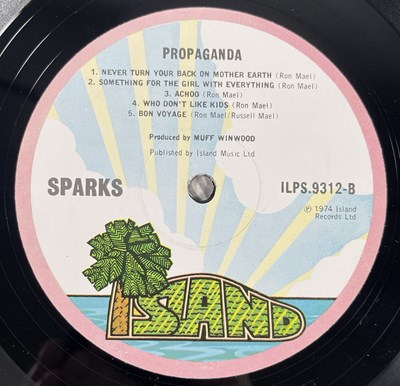 PROPAGANDA
1. NEVER TURN YOUR BACK ON MOTHER EARTH (Ron Mael)
2. SOMETHING FOR THE GIRL WITH EVERYTHING (Ron Mael)
3. ACHOO (Ron Mael)
4. WHO DON'T LIKE KIDS (Ron Mael)
5. BON VOYAGE (Ron Mael/Russell Mael)
Produced by MUFF WINWOOD
Published by Island Music Ltd
SPARKS
ILPS.9312-B
℗ 1974 Island
Records Ltd
ISLAND